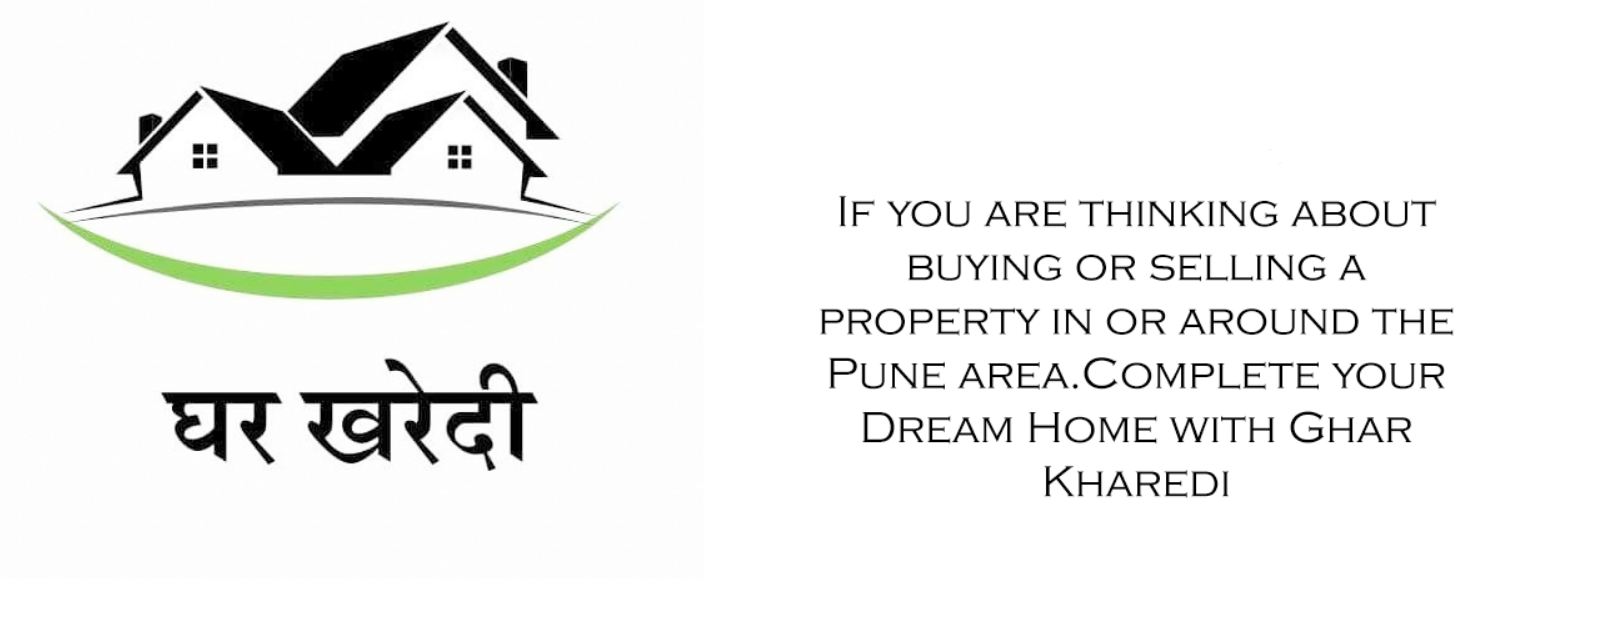 घर खरेदी
If you are thinking about
buying or selling a
property in or around the
Pune area.Complete your
Dream Home with Ghar
Kharedi